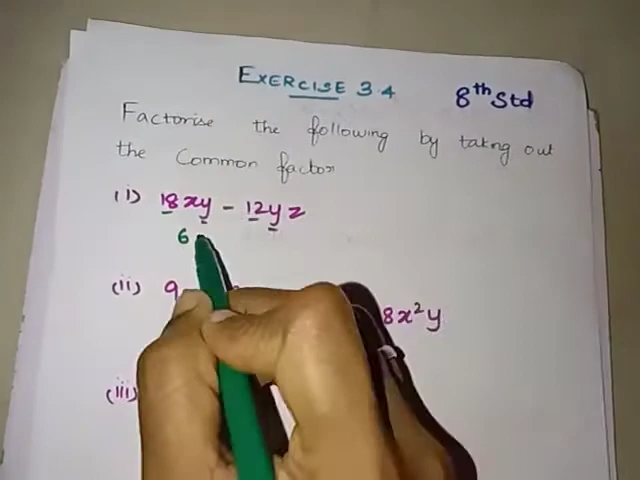 EXERCISE 3.4
8th Std
Factorise the following by taking out
the Common factor
(i) 18xy - 12yz
6
(ii) 9 8x²y
(iii)